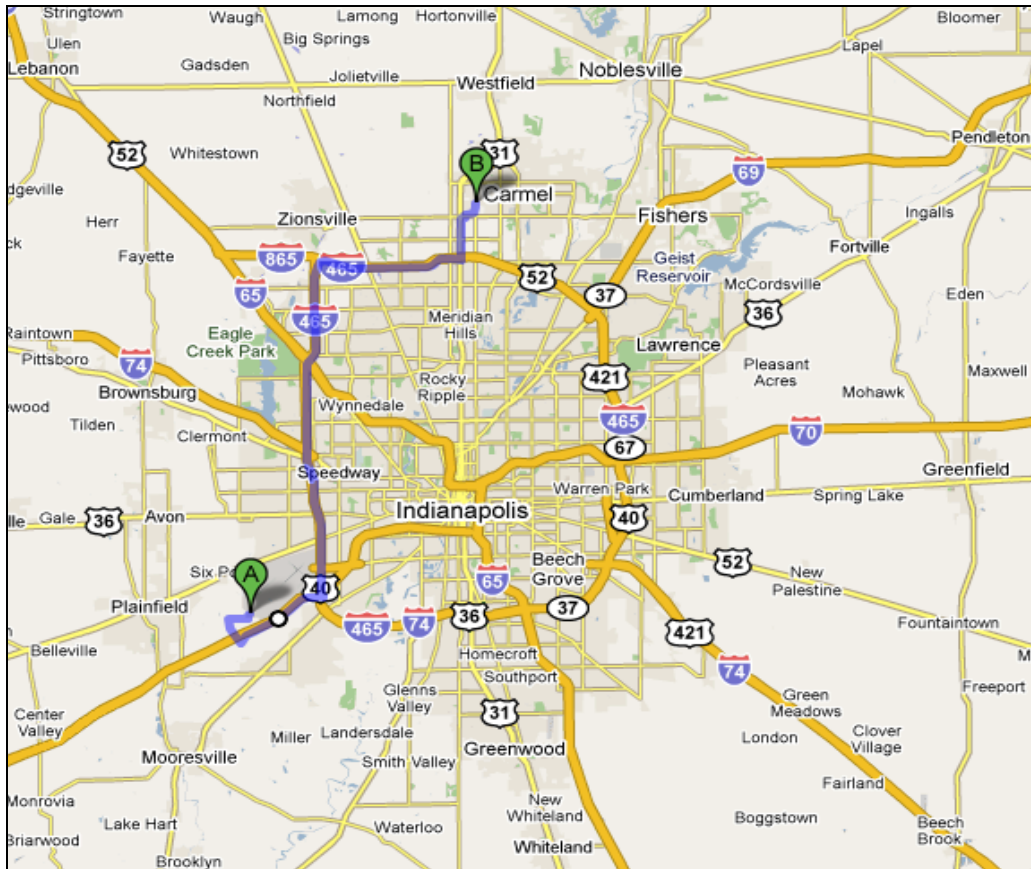 Stringtown
Waugh
Lamong
Hortonville
Bloomer
Ulen
Big Springs
Lapel
Lebanon
Gadsden
Jolietville
Westfield
Noblesville
Northfield
Pendleton
52
Whitestown
B
31
69
dgeville
Carmel
Herr
Zionsville
Fishers
Ingalls
ck
Fayette
865
465
Geist
Reservoir
Fortville
52
65
37
McCordsville
Eden
465
Meridian
Hills
36
Raintown
Eagle
Creek Park
Lawrence
Pittsboro
74
Pleasant
Acres
Maxwell
Brownsburg
Rocky
Ripple
421
Mohawk
ewood
Wynnedale
465
Tilden
Clermont
70
67
Speedway
Greenfield
Warren Park
Cumberland
Spring Lake
lle
Gale
36
Avon
Indianapolis
40
Beech
Grove
52
Six Po
A
65
New
Palestine
40
Plainfield
36
37
465
74
421
Fountaintown
Belleville
Homecroft
M
Southport
74
Freeport
Center
Valley
Glenns
Valley
31
Green
Meadows
Miller
Landersdale
London
Clover
Village
Mooresville
Greenwood
Smith Valley
Fairland
Monrovia
New
Whiteland
Lake Hart
Waterloo
Boggstown
Beech
Brook
Briarwood
Whiteland
Brooklyn